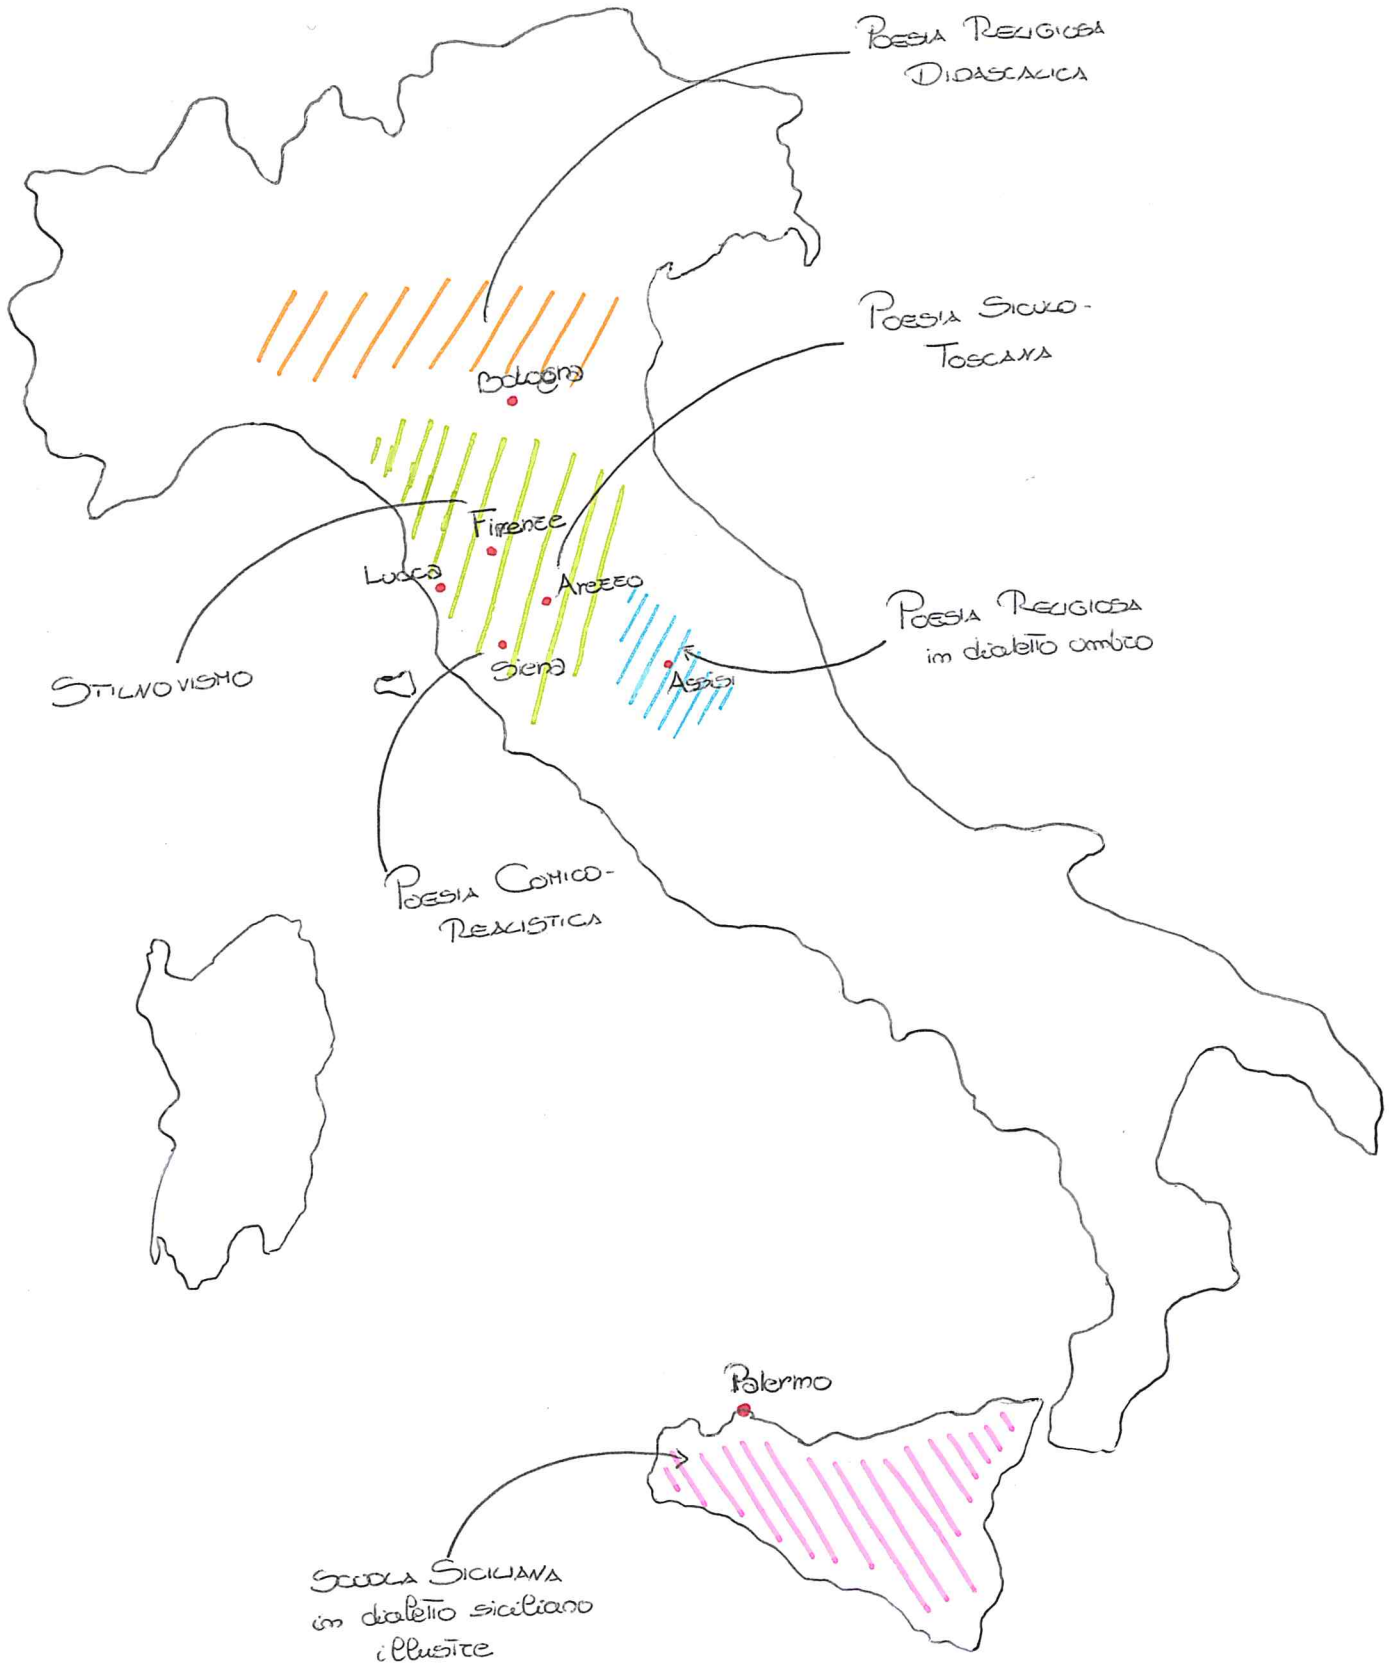 POESIA RELIGIOSA
DIDASCALICA
POESIA SICULO-
TOSCANA
Bologna
Firenze
Lucca
Arezzo
POESIA RELIGIOSA
in dialetto umbro
Siena
Assisi
STILNOVISMO
POESIA COMICO-
REALISTICA
Palermo
SCUOLA SICILIANA
in dialetto siciliano
illustre